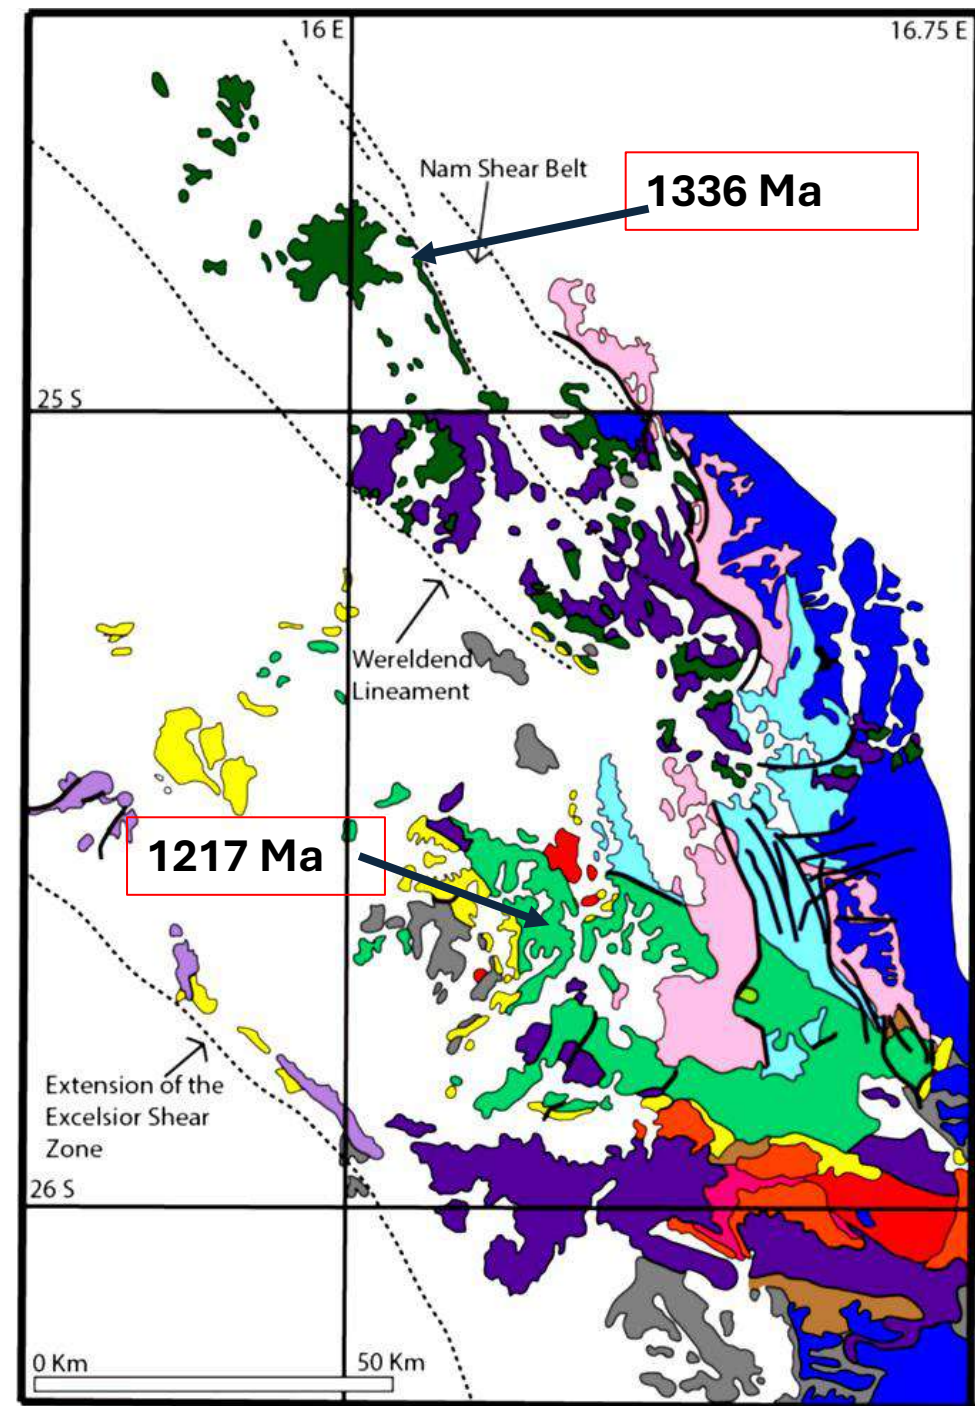 16 E
16.75 E
Nam Shear Belt
1336 Ma
25 S
Wereldend
Lineament
1217 Ma
Extension of the
Excelsior Shear
Zone
26 S
0 Km
50 Km